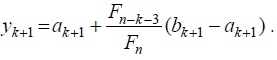 y_{k+1} = a_{k+1} + \frac{F_{n-k-3}}{F_n}(b_{k+1} - a_{k+1}) .